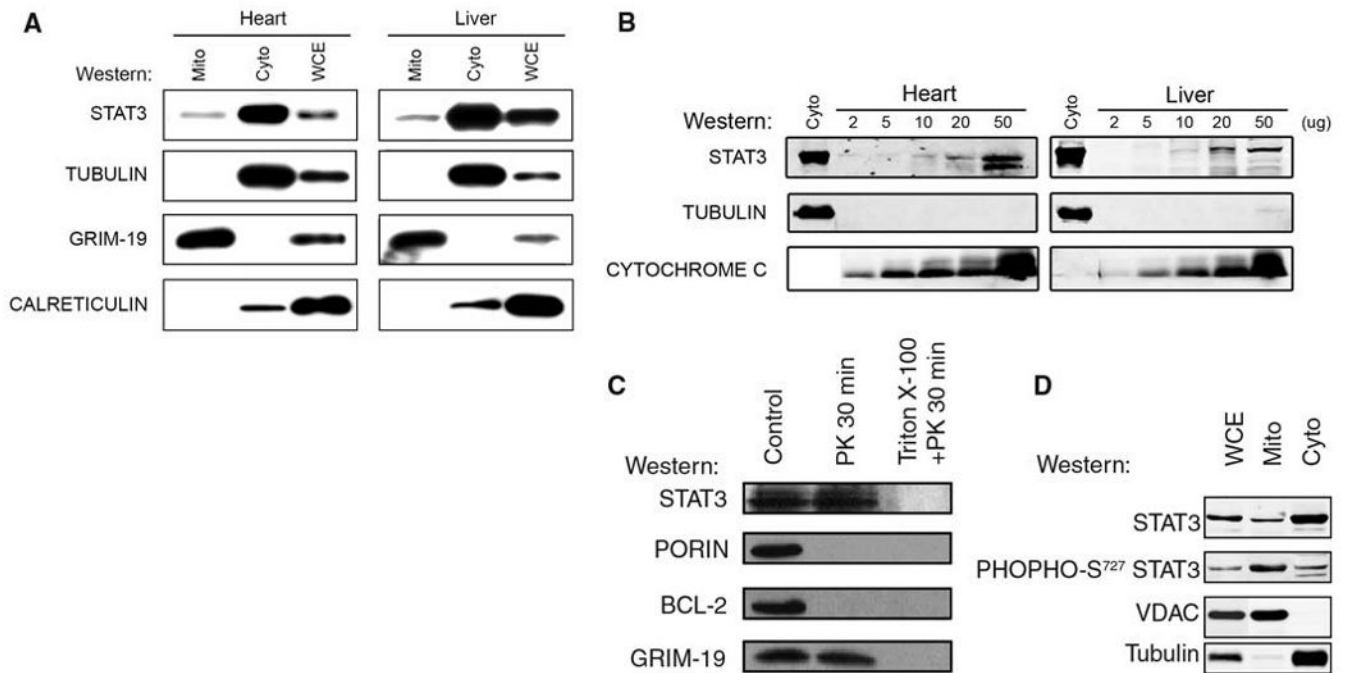 A
Heart
Liver
Western:
Mito
Cyto
WCE
Mito
Cyto
WCE
STAT3
TUBULIN
GRIM-19
CALRETICULIN
B
Heart
Liver
Western:
Cyto
2 5 10 20 50
Cyto
2 5 10 20 50 (ug)
STAT3
TUBULIN
CYTOCHROME C
C
Western:
Control
PK 30 min
Triton X-100
+PK 30 min
STAT3
PORIN
BCL-2
GRIM-19
D
Western:
WCE
Mito
Cyto
STAT3
PHOPHO-S⁷²⁷ STAT3
VDAC
Tubulin